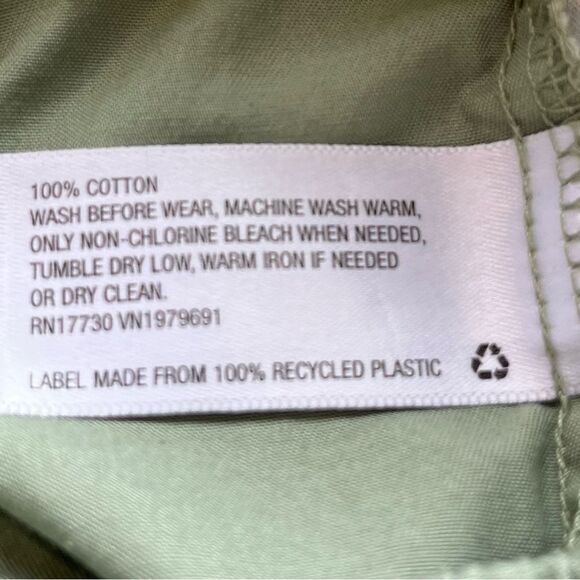 100% COTTON
WASH BEFORE WEAR, MACHINE WASH WARM,
ONLY NON-CHLORINE BLEACH WHEN NEEDED,
TUMBLE DRY LOW, WARM IRON IF NEEDED
OR DRY CLEAN.
RN17730 VN1979691
LABEL MADE FROM 100% RECYCLED PLASTIC